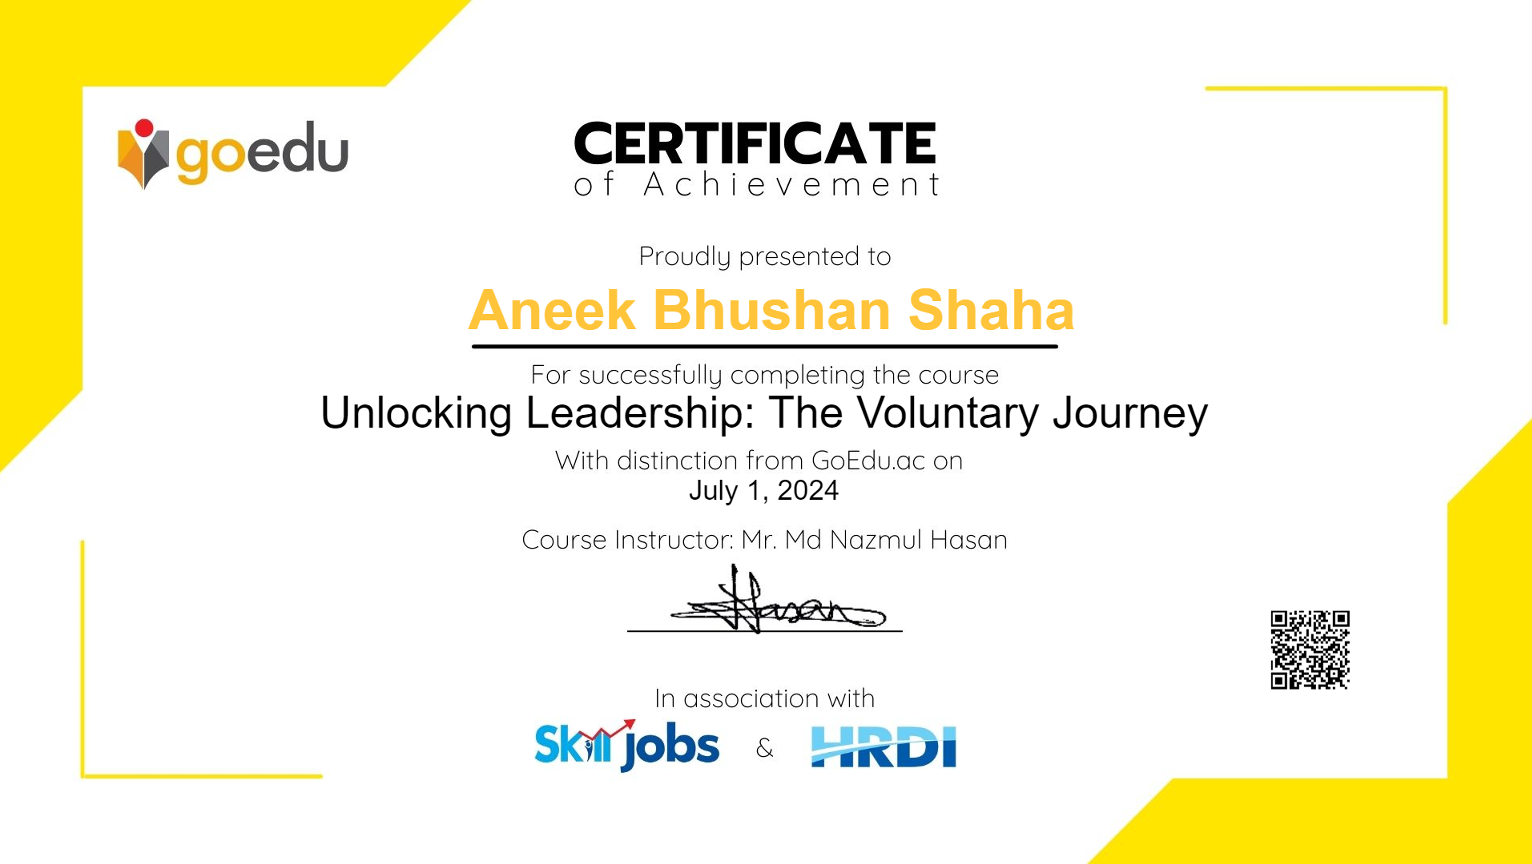 goedu
CERTIFICATE
of Achievement
Proudly presented to
Aneek Bhushan Shaha
For successfully completing the course
Unlocking Leadership: The Voluntary Journey
With distinction from GoEdu.ac on
July 1, 2024
Course Instructor: Mr. Md Nazmul Hasan
Hasan
In association with
Skill jobs & HRDI